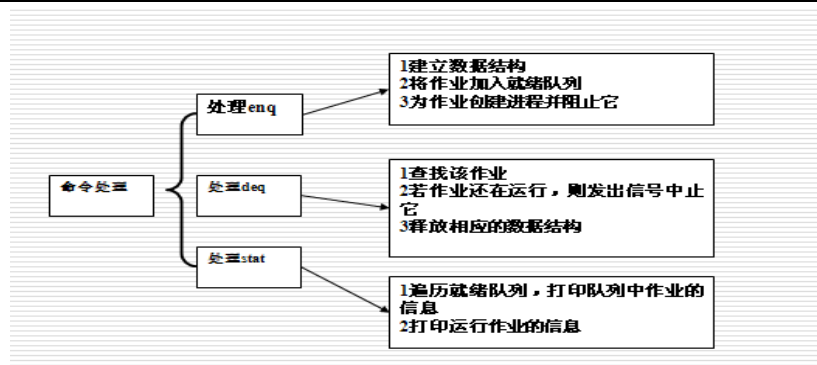 命令处理
处理enq
1建立数据结构
2将作业加入就绪队列
3为作业创建进程并阻止它
处理deq
1查找该作业
2若作业还在运行，则发出信号中止
它
3释放相应的数据结构
处理stat
1遍历就绪队列，打印队列中作业的
信息
2打印运行作业的信息